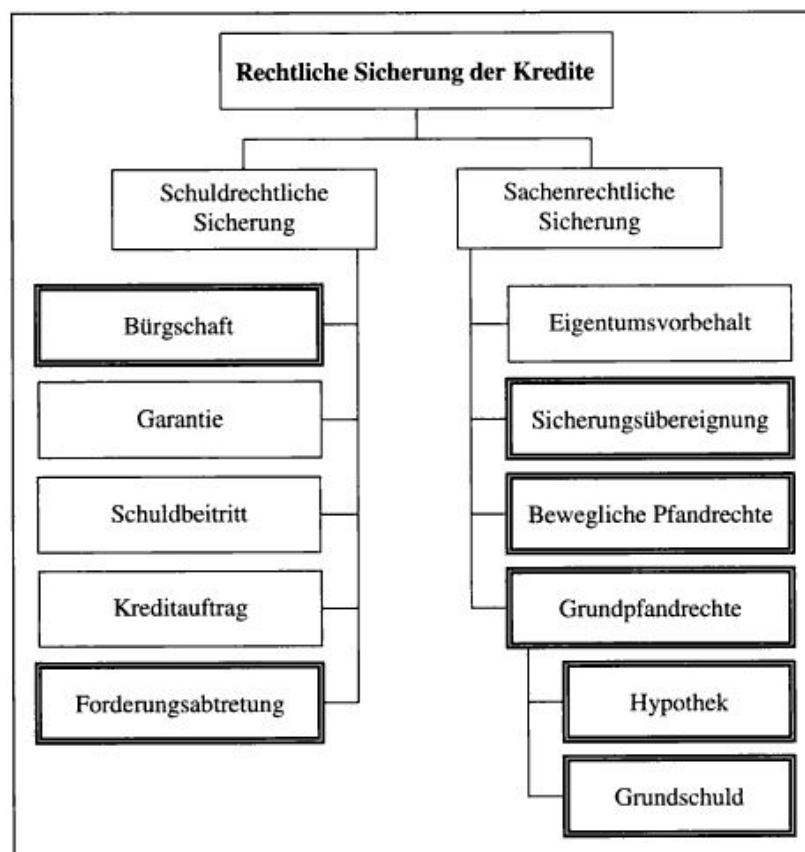 Rechtliche Sicherung der Kredite
Schuldrechtliche
Sicherung
Bürgschaft
Garantie
Schuldbeitritt
Kreditauftrag
Forderungsabtretung
Sachenrechtliche
Sicherung
Eigentumsvorbehalt
Sicherungsübereignung
Bewegliche Pfandrechte
Grundpfandrechte
Hypothek
Grundschuld